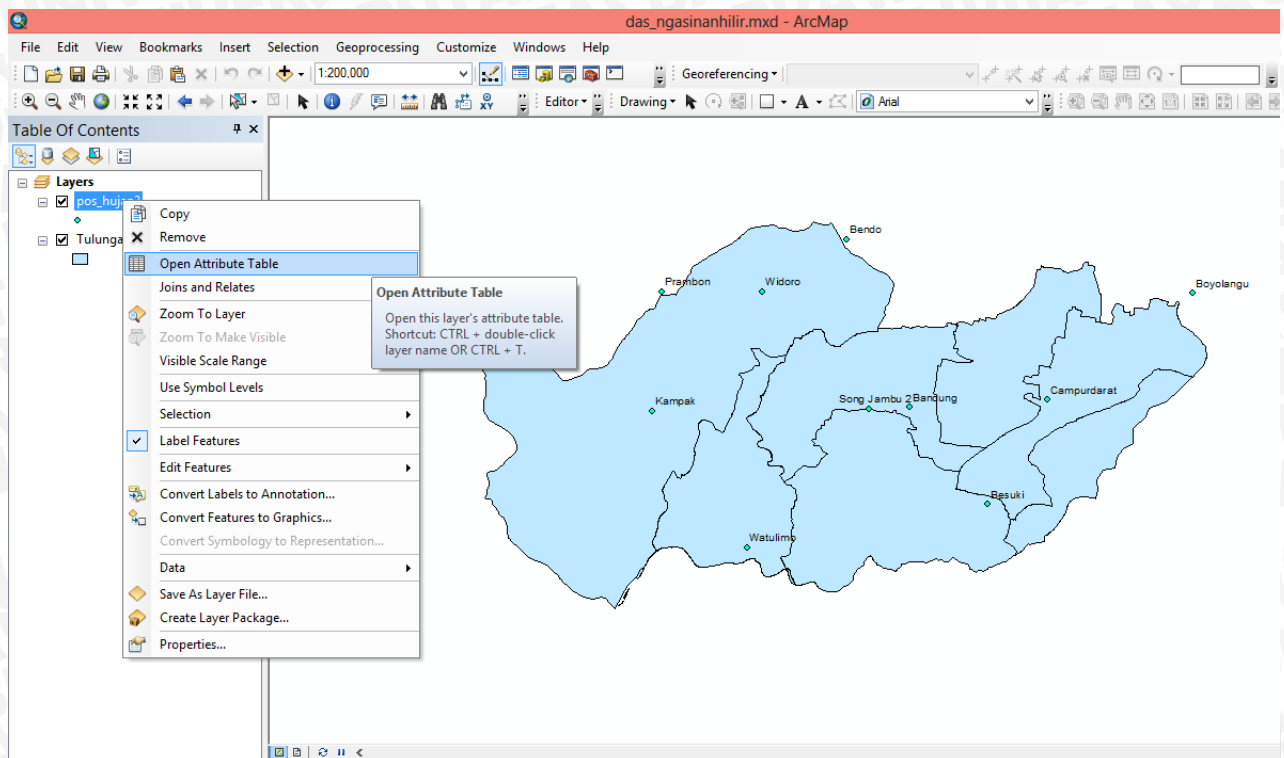 das_ngasinanhilir.mxd - ArcMap
File Edit View Bookmarks Insert Selection Geoprocessing Customize Windows Help
1:200,000 Georeferencing
Editor Drawing A Arial
Table Of Contents
Layers
pos_hujan2
Tulunga
Copy
Remove
Open Attribute Table
Joins and Relates
Zoom To Layer
Zoom To Make Visible
Visible Scale Range
Use Symbol Levels
Selection
Label Features
Edit Features
Convert Labels to Annotation...
Convert Features to Graphics...
Convert Symbology to Representation...
Data
Save As Layer File...
Create Layer Package...
Properties...
Open Attribute Table
Open this layer's attribute table.
Shortcut: CTRL + double-click
layer name OR CTRL + T.
Bendo
Prambon
Widoro
Boyolangu
Kampak
Song Jambu 2
Bandung
Campurdarat
Besuki
Watulimo